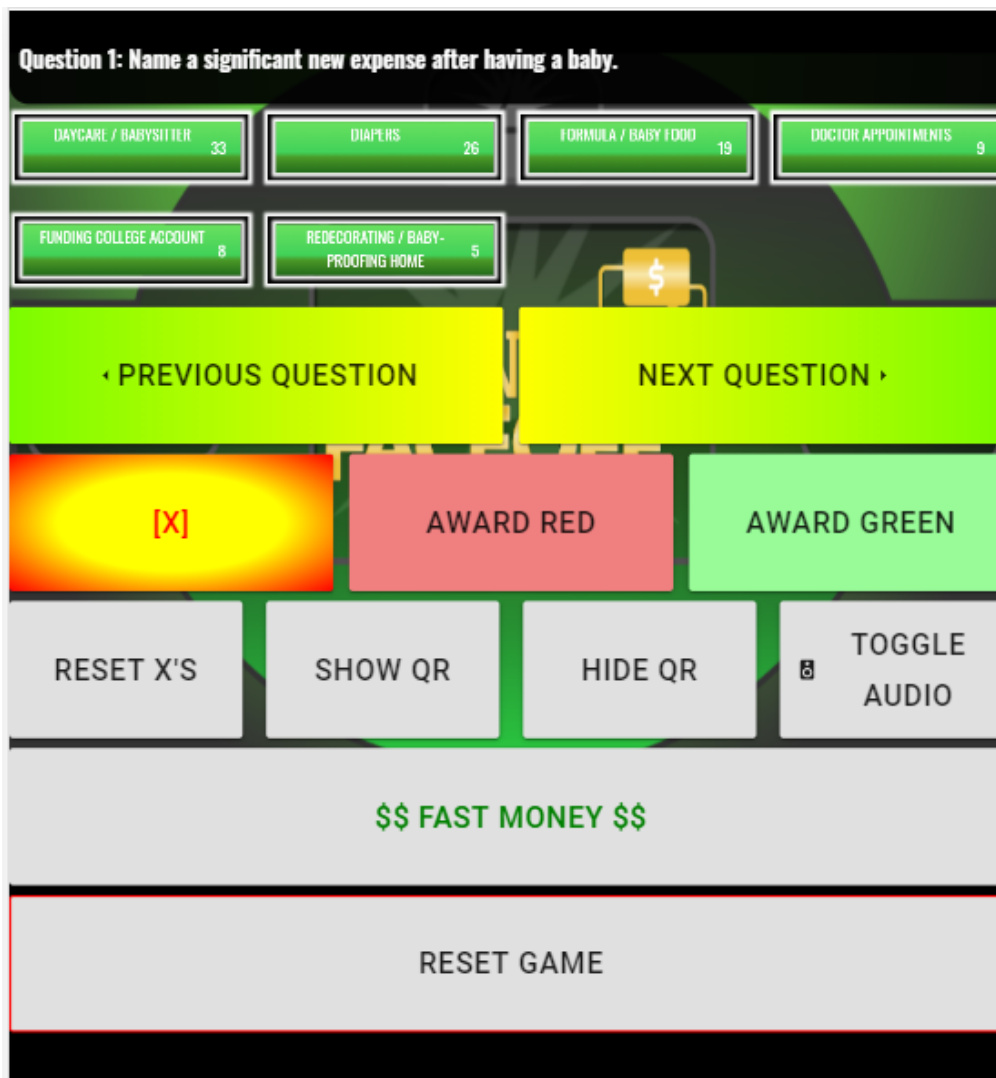 Question 1: Name a significant new expense after having a baby.
DAYCARE / BABYSITTER 33
DIAPERS 26
FORMULA / BABY FOOD 19
DOCTOR APPOINTMENTS 9
FUNDING COLLEGE ACCOUNT 8
REDECORATING / BABY-
PROOFING HOME 5
$
PREVIOUS QUESTION
NEXT QUESTION
[X]
AWARD RED
AWARD GREEN
RESET X'S
SHOW QR
HIDE QR
TOGGLE
AUDIO
$$ FAST MONEY $$
RESET GAME